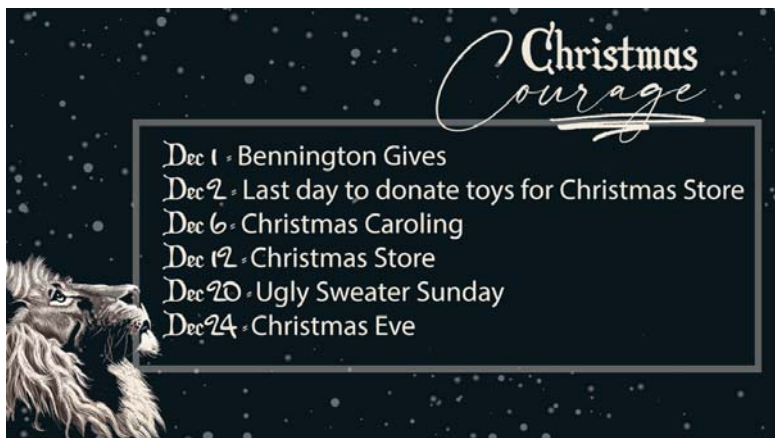 Christmas
Courage
Dec 1 - Bennington Gives
Dec 2 - Last day to donate toys for Christmas Store
Dec 6 - Christmas Caroling
Dec 12 - Christmas Store
Dec 20 - Ugly Sweater Sunday
Dec 24 - Christmas Eve